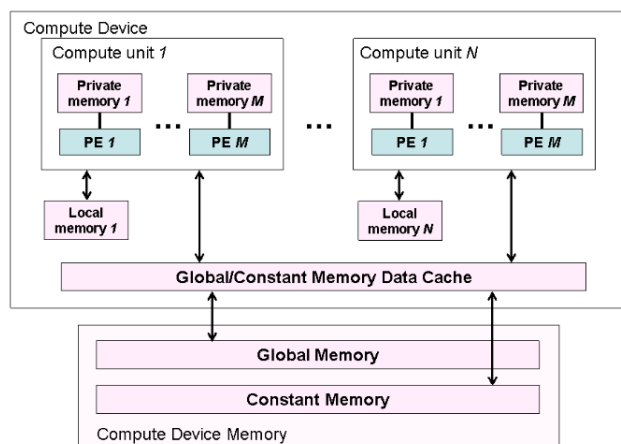 Compute Device
Compute unit 1
Compute unit N
Private
memory 1
Private
memory M
Private
memory 1
Private
memory M
...
...
...
PE 1
PE M
PE 1
PE M
Local
memory 1
Local
memory N
Global/Constant Memory Data Cache
Global Memory
Constant Memory
Compute Device Memory